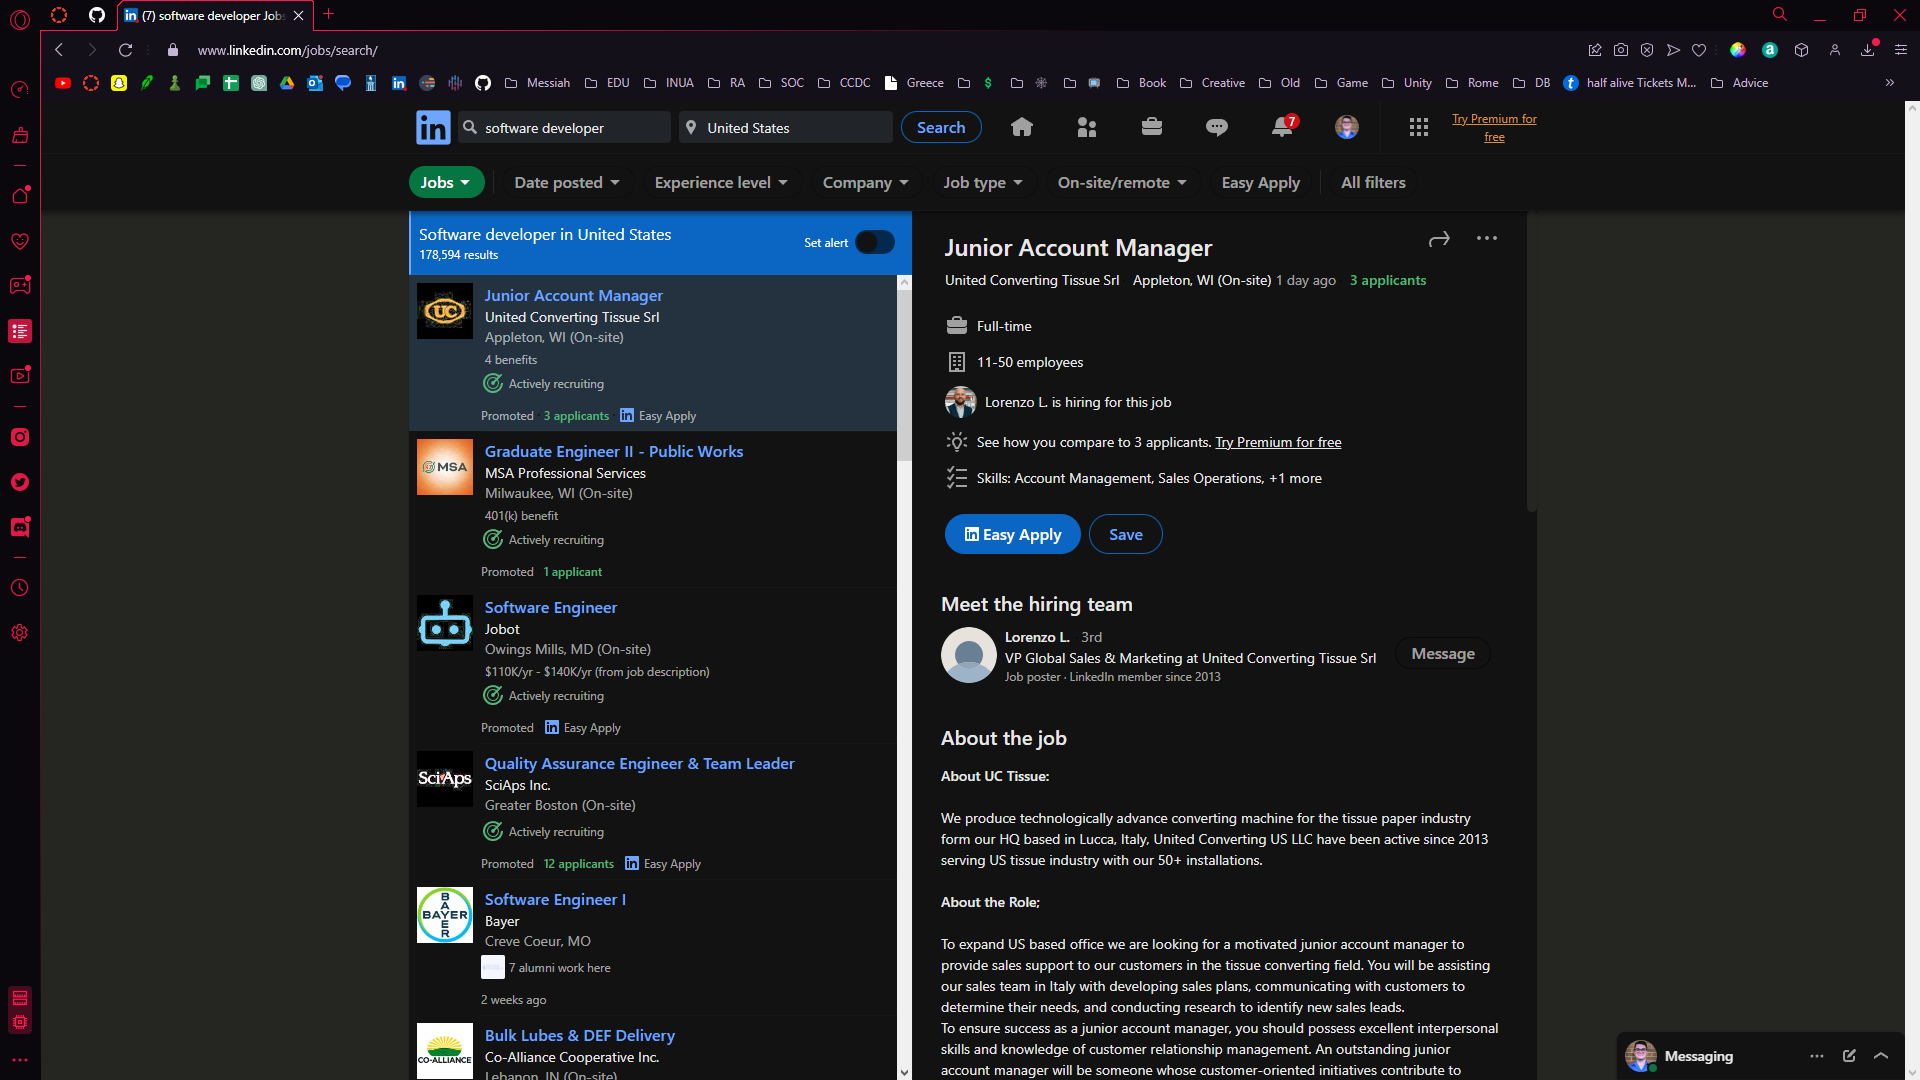 (7) software developer Jobs
www.linkedin.com/jobs/search/
Messiah
EDU
INUA
RA
SOC
CCDC
Greece
$
Book
Creative
Old
Game
Unity
Rome
DB
half alive Tickets M...
Advice
software developer
United States
Search
7
Try Premium for
free
Jobs
Date posted
Experience level
Company
Job type
On-site/remote
Easy Apply
All filters
Software developer in United States
178,594 results
Set alert
UC
Junior Account Manager
United Converting Tissue Srl
Appleton, WI (On-site)
4 benefits
Actively recruiting
Promoted 3 applicants Easy Apply
MSA
Graduate Engineer II - Public Works
MSA Professional Services
Milwaukee, WI (On-site)
401(k) benefit
Actively recruiting
Promoted 1 applicant
Software Engineer
Jobot
Owings Mills, MD (On-site)
$110K/yr - $140K/yr (from job description)
Actively recruiting
Promoted Easy Apply
SciAps
Quality Assurance Engineer & Team Leader
SciAps Inc.
Greater Boston (On-site)
Actively recruiting
Promoted 12 applicants Easy Apply
BAYER
BAYER
Software Engineer I
Bayer
Creve Coeur, MO
7 alumni work here
2 weeks ago
CO-ALLIANCE
Bulk Lubes & DEF Delivery
Co-Alliance Cooperative Inc.
Lebanon, IN (On-site)
Junior Account Manager
United Converting Tissue Srl Appleton, WI (On-site) 1 day ago 3 applicants
Full-time
11-50 employees
Lorenzo L. is hiring for this job
See how you compare to 3 applicants. Try Premium for free
Skills: Account Management, Sales Operations, +1 more
Easy Apply
Save
Meet the hiring team
Lorenzo L. 3rd
VP Global Sales & Marketing at United Converting Tissue Srl
Job poster · LinkedIn member since 2013
Message
About the job
About UC Tissue:
We produce technologically advance converting machine for the tissue paper industry
form our HQ based in Lucca, Italy, United Converting US LLC have been active since 2013
serving US tissue industry with our 50+ installations.
About the Role;
To expand US based office we are looking for a motivated junior account manager to
provide sales support to our customers in the tissue converting field. You will be assisting
our sales team in Italy with developing sales plans, communicating with customers to
determine their needs, and conducting research to identify new sales leads.
To ensure success as a junior account manager, you should possess excellent interpersonal
skills and knowledge of customer relationship management. An outstanding junior
account manager will be someone whose customer-oriented initiatives contribute to
Messaging